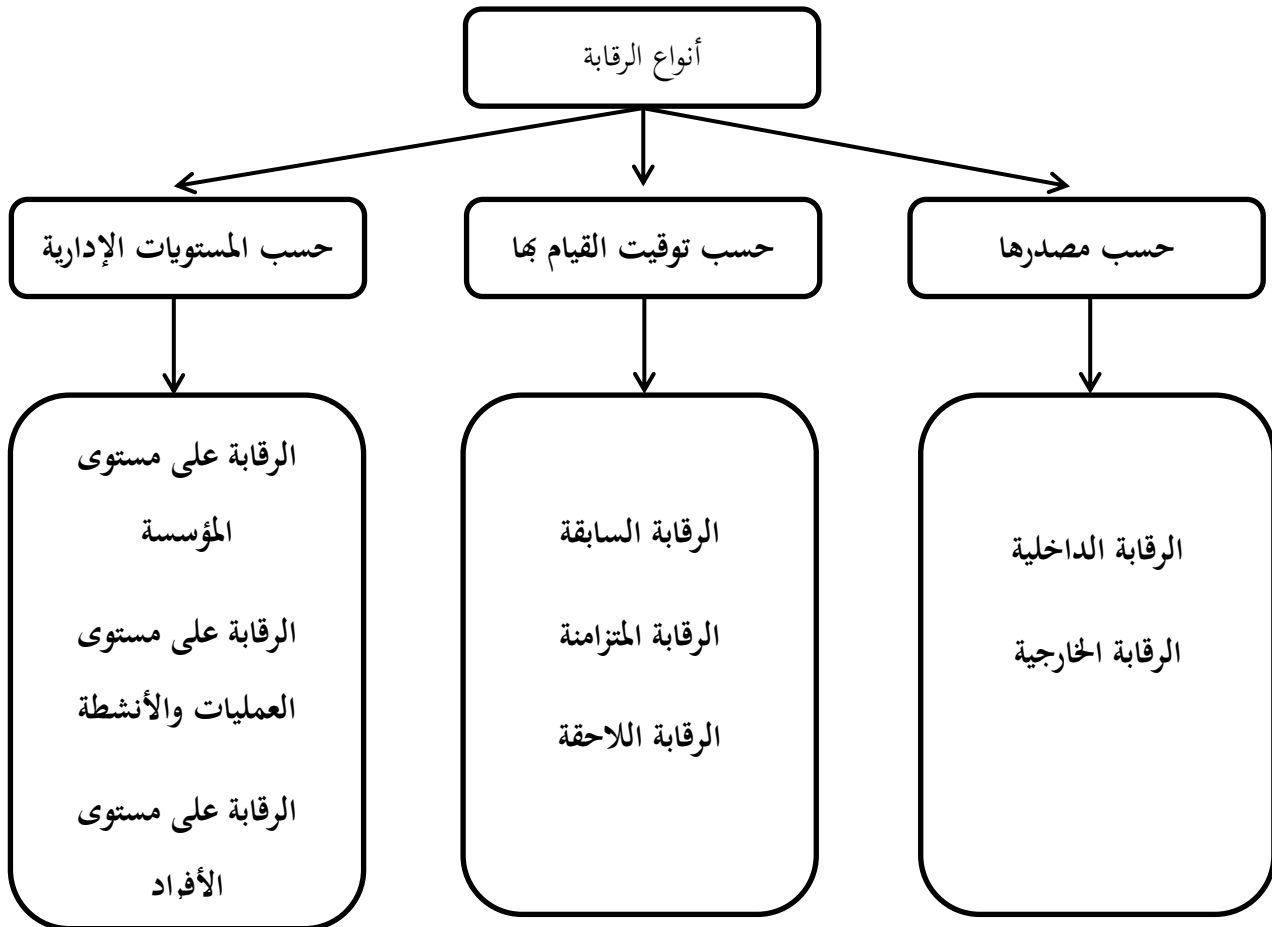 أنواع الرقابة
حسب مصدرها
حسب توقيت القيام بها
حسب المستويات الإدارية
الرقابة الداخلية
الرقابة الخارجية
الرقابة السابقة
الرقابة المتزامنة
الرقابة اللاحقة
الرقابة على مستوى
المؤسسة
الرقابة على مستوى
العمليات والأنشطة
الرقابة على مستوى
الأفراد